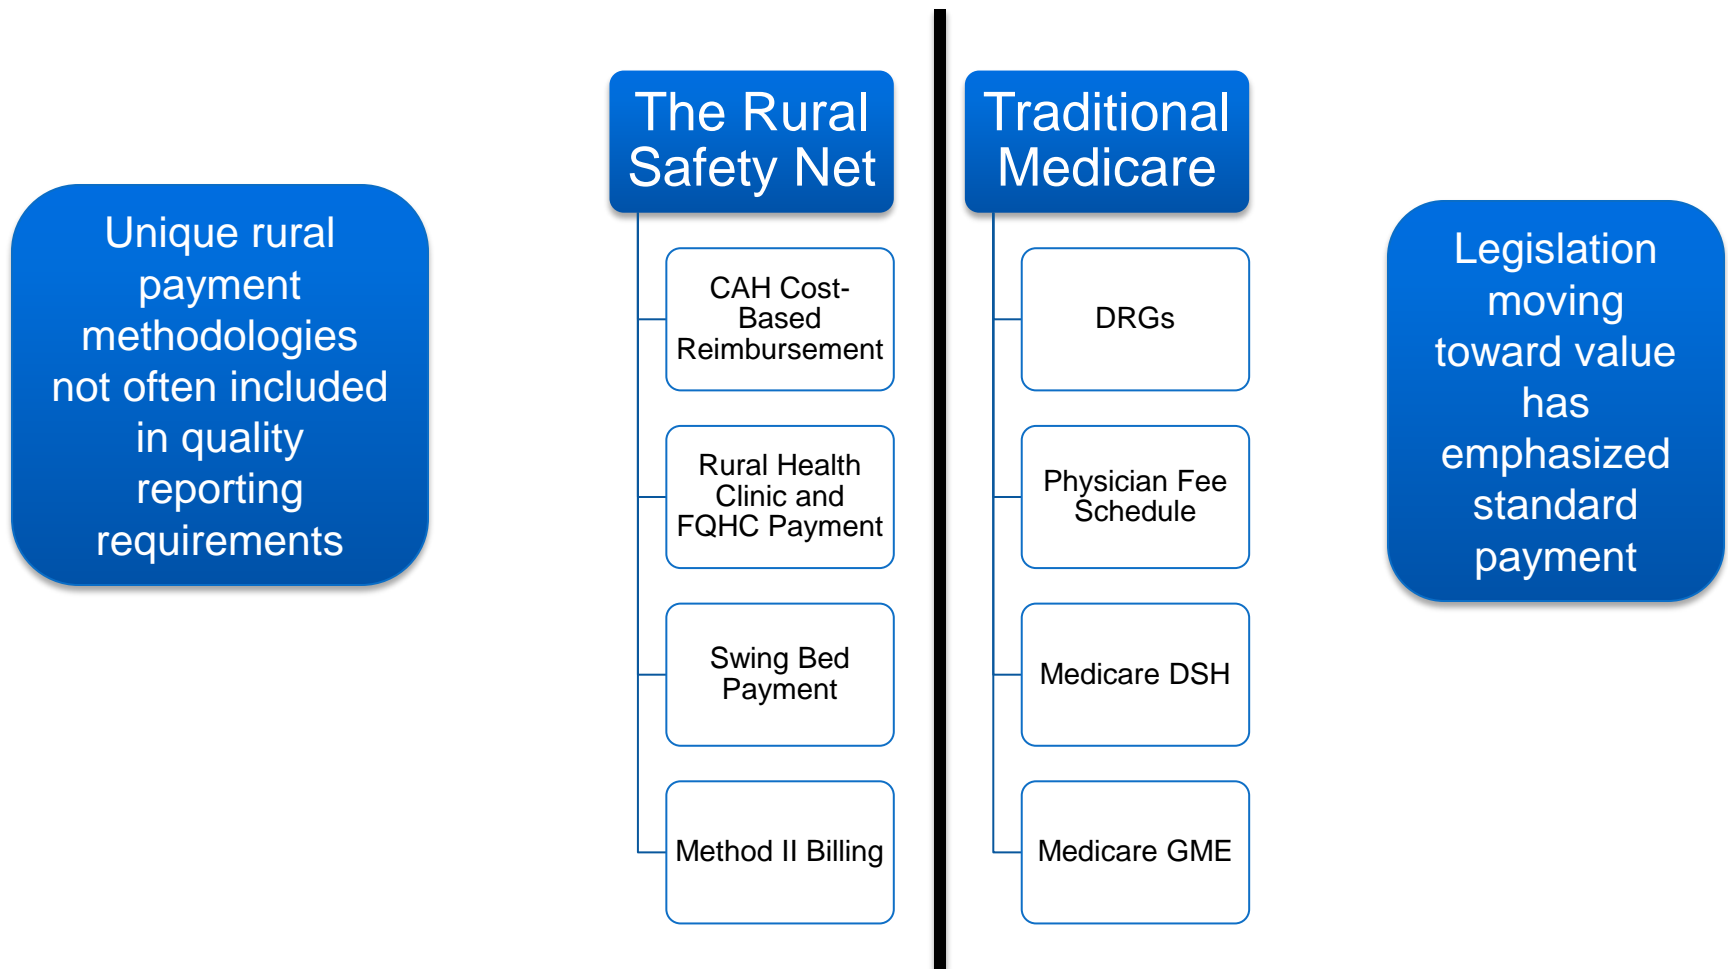 Unique rural
payment
methodologies
not often included
in quality
reporting
requirements
The Rural
Safety Net
CAH Cost-
Based
Reimbursement
Rural Health
Clinic and
FQHC Payment
Swing Bed
Payment
Method II Billing
Traditional
Medicare
DRGs
Physician Fee
Schedule
Medicare DSH
Medicare GME
Legislation
moving
toward value
has
emphasized
standard
payment